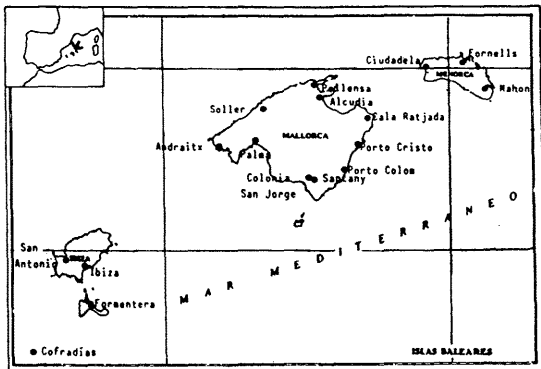 Ciudadela
Fornells
MENORCA
Mahon
Pollensa
Alcudia
Soller
Cala Ratjada
MALLORCA
Andraitx
Palma
Porto Cristo
Colonia
San Jorge
Santany
Porto Colom
MAR MEDITERRANEO
San
Antonio
IBIZA
Ibiza
Formentera
Cofradías
ISLAS BALEARES